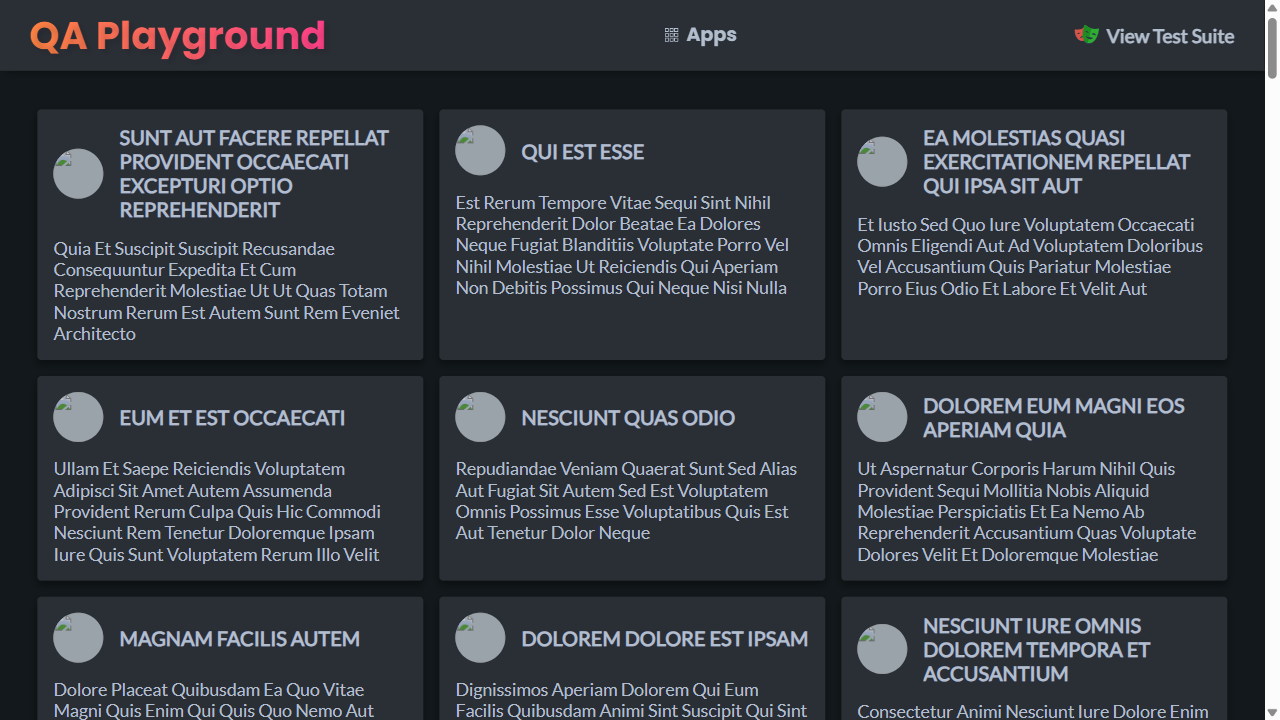 QA Playground
Apps
View Test Suite
SUNT AUT FACERE REPELLAT
PROVIDENT OCCAECATI
EXCEPTURI OPTIO
REPREHENDERIT
Quia Et Suscipit Suscipit Recusandae
Consequuntur Expedita Et Cum
Reprehenderit Molestiae Ut Ut Quas Totam
Nostrum Rerum Est Autem Sunt Rem Eveniet
Architecto
QUI EST ESSE
Est Rerum Tempore Vitae Sequi Sint Nihil
Reprehenderit Dolor Beatae Ea Dolores
Neque Fugiat Blanditiis Voluptate Porro Vel
Nihil Molestiae Ut Reiciendis Qui Aperiam
Non Debitis Possimus Qui Neque Nisi Nulla
EA MOLESTIAS QUASI
EXERCITATIONEM REPELLAT
QUI IPSA SIT AUT
Et Iusto Sed Quo Iure Voluptatem Occaecati
Omnis Eligendi Aut Ad Voluptatem Doloribus
Vel Accusantium Quis Pariatur Molestiae
Porro Eius Odio Et Labore Et Velit Aut
EUM ET EST OCCAECATI
Ullam Et Saepe Reiciendis Voluptatem
Adipisci Sit Amet Autem Assumenda
Provident Rerum Culpa Quis Hic Commodi
Nesciunt Rem Tenetur Doloremque Ipsam
Iure Quis Sunt Voluptatem Rerum Illo Velit
NESCIUNT QUAS ODIO
Repudiandae Veniam Quaerat Sunt Sed Alias
Aut Fugiat Sit Autem Sed Est Voluptatem
Omnis Possimus Esse Voluptatibus Quis Est
Aut Tenetur Dolor Neque
DOLOREM EUM MAGNI EOS
APERIAM QUIA
Ut Aspernatur Corporis Harum Nihil Quis
Provident Sequi Mollitia Nobis Aliquid
Molestiae Perspiciatis Et Ea Nemo Ab
Reprehenderit Accusantium Quas Voluptate
Dolores Velit Et Doloremque Molestiae
MAGNAM FACILIS AUTEM
Dolore Placeat Quibusdam Ea Quo Vitae
Magni Quis Enim Qui Quis Quo Nemo Aut
DOLOREM DOLORE EST IPSAM
Dignissimos Aperiam Dolorem Qui Eum
Facilis Quibusdam Animi Sint Suscipit Qui Sint
NESCIUNT IURE OMNIS
DOLOREM TEMPORA ET
ACCUSANTIUM
Consectetur Animi Nesciunt Iure Dolore Enim